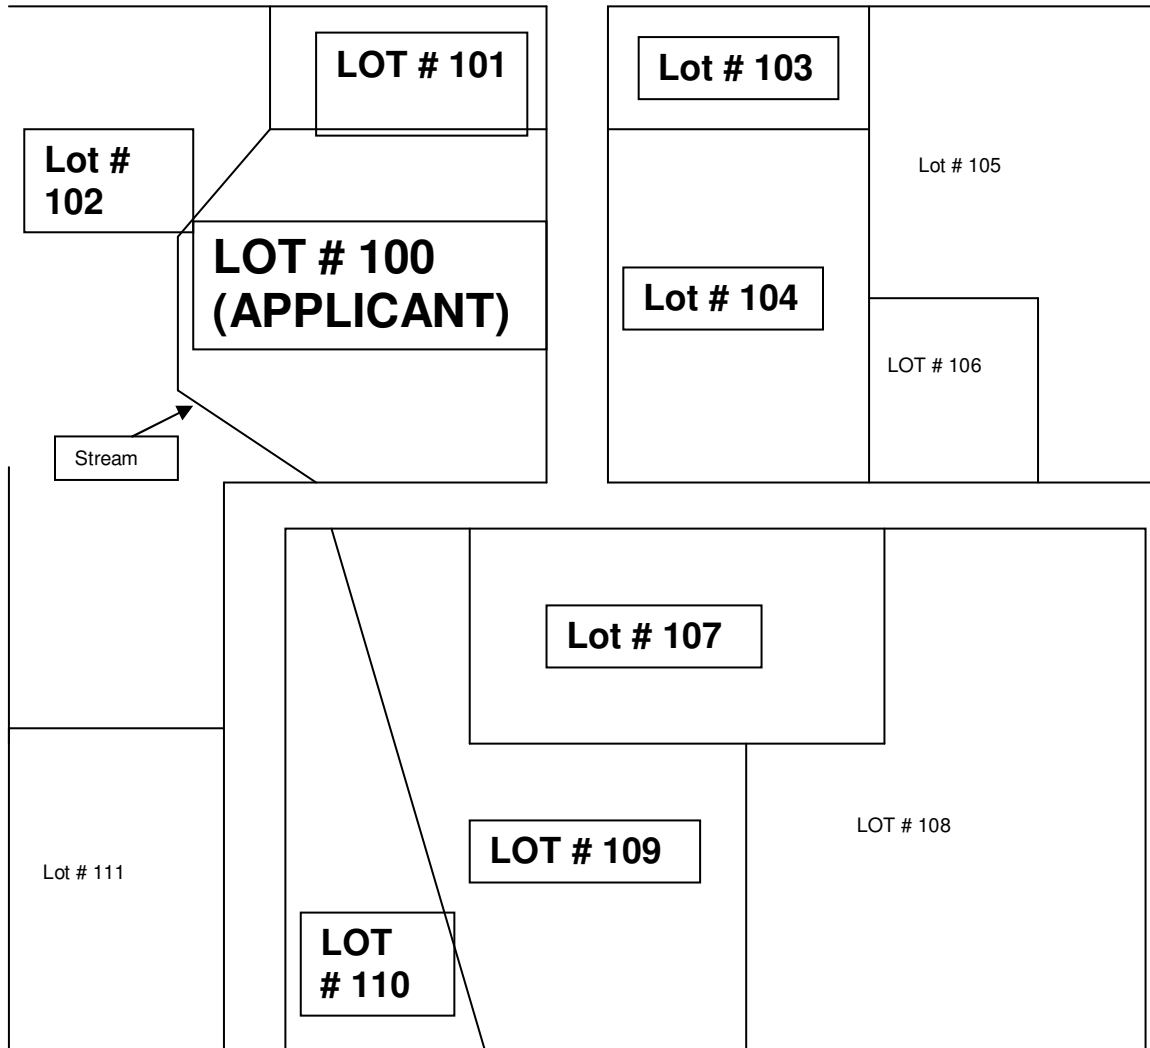 LOT # 101
Lot # 103
Lot #
102
Lot # 105
LOT # 100
(APPLICANT)
Lot # 104
LOT # 106
Stream
Lot # 107
LOT # 108
LOT # 109
Lot # 111
LOT
# 110